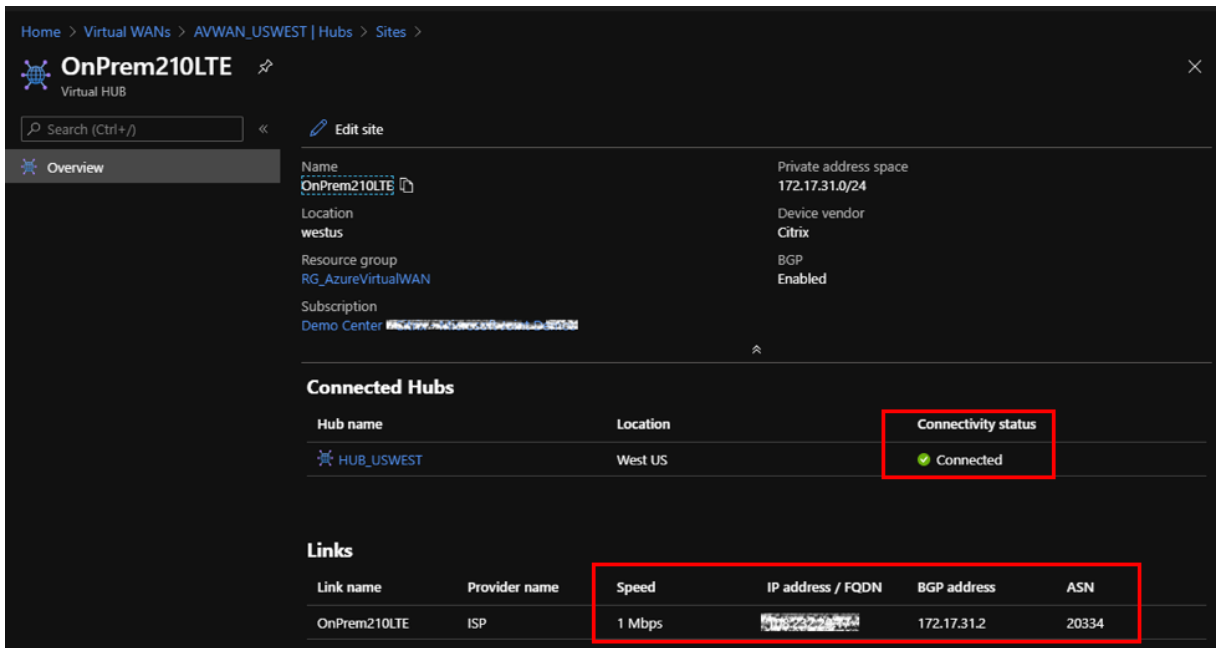 Home > Virtual WANs > AVWAN_USWEST | Hubs > Sites >
OnPrem210LTE
Virtual HUB
Search (Ctrl+/)
«
Edit site
Overview
Name
OnPrem210LTE
Private address space
172.17.31.0/24
Location
westus
Device vendor
Citrix
Resource group
RG_AzureVirtualWAN
BGP
Enabled
Subscription
Demo Center
Connected Hubs
Hub name Location Connectivity status
HUB_USWEST West US Connected
Links
Link name Provider name Speed IP address / FQDN BGP address ASN
OnPrem210LTE ISP 1 Mbps 172.17.31.2 20334